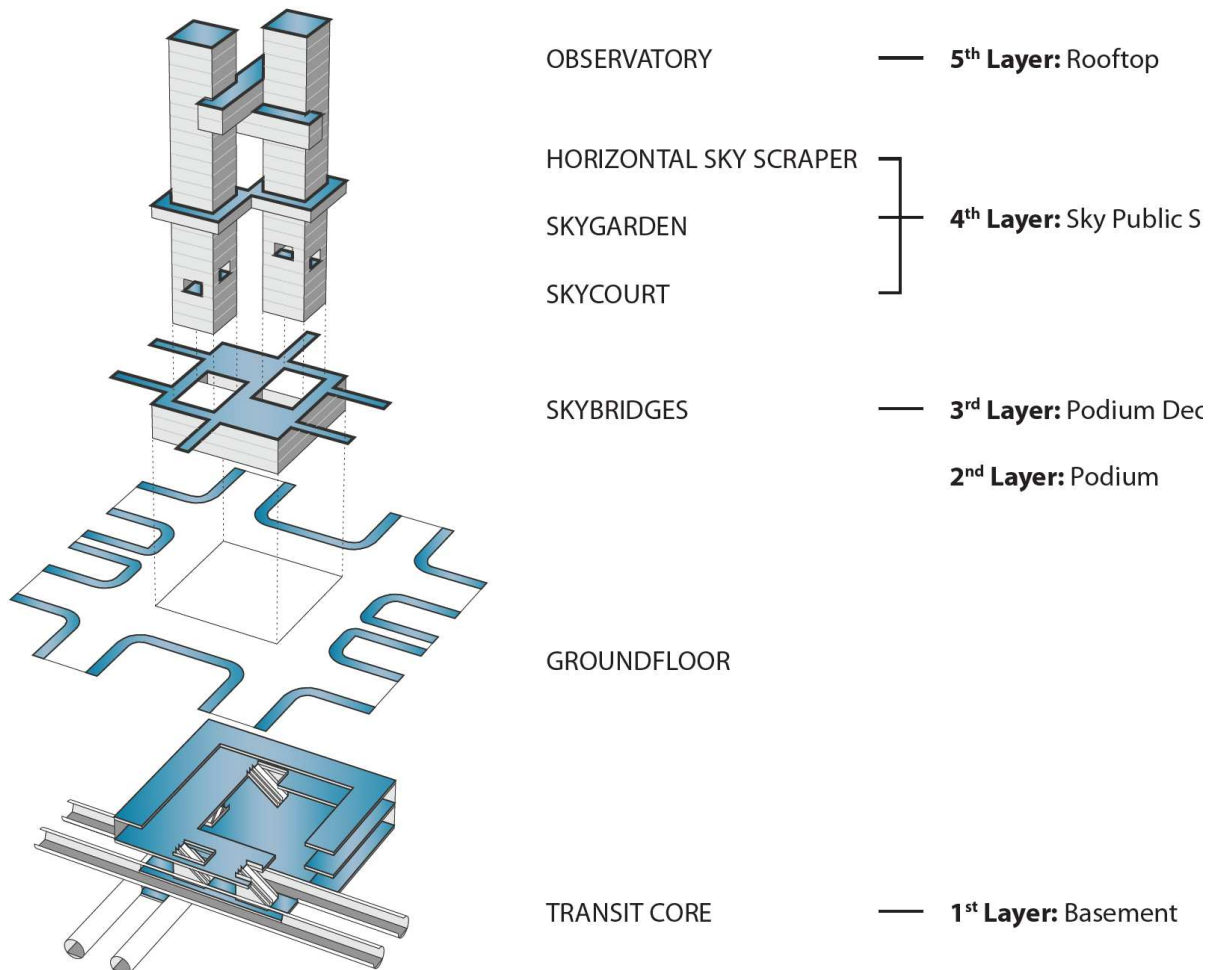 OBSERVATORY — 5th Layer: Rooftop
HORIZONTAL SKY SCRAPER
SKYGARDEN — 4th Layer: Sky Public S
SKYCOURT
SKYBRIDGES — 3rd Layer: Podium Dec
2nd Layer: Podium
GROUNDFLOOR
TRANSIT CORE — 1st Layer: Basement